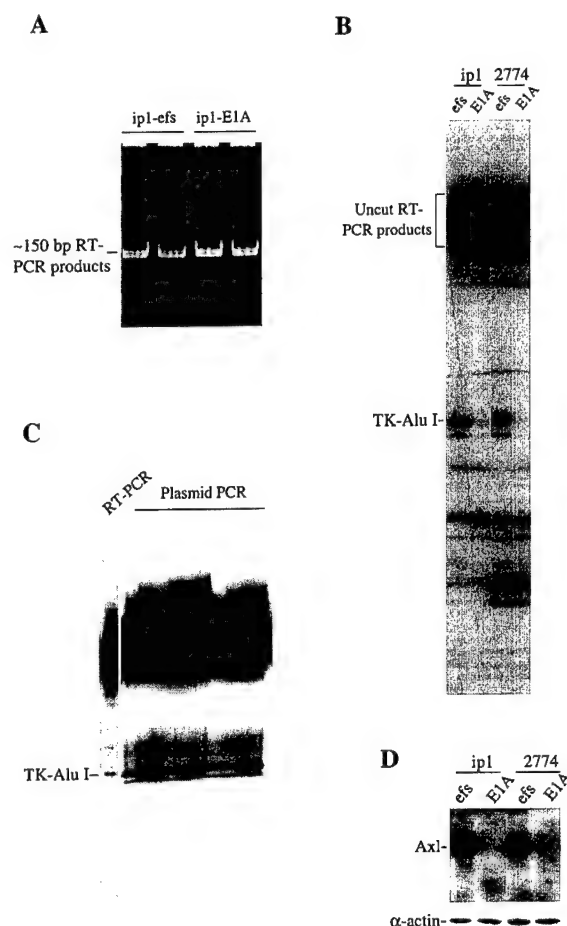 A
ip1-efs ip1-E1A
~150 bp RT-
PCR products
B
ip1 2774
efs E1A efs E1A
Uncut RT-
PCR products
TK-Alu I-
C
RT-PCR Plasmid PCR
TK-Alu I-
D
ip1 2774
efs E1A efs E1A
Axl-
α-actin-